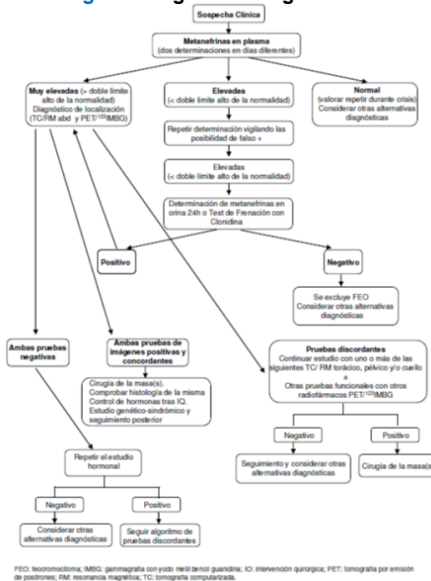 Sospecha Clínica
Metanefrinas en plasma
(dos determinaciones en días diferentes)
Muy elevadas (> doble límite
alto de la normalidad)
Diagnóstico de localización
(TC/RM abd y PET/123IMBG)
Elevadas
(< doble límite alto de la normalidad)
Normal
(valorar repetir durante crisis)
Considerar otras alternativas
diagnósticas
Repetir determinación vigilando las
posibilidad de falso +
Elevadas
(< doble límite alto de la normalidad)
Determinación de metanefrinas en
orina 24h o Test de Frenación con
Clonidina
Positivo
Negativo
Se excluye FEO
Considerar otras alternativas
diagnósticas
Ambas pruebas
negativas
Ambas pruebas de
imágenes positivas y
concordantes
Cirugía de la masa(s).
Comprobar histología de la misma
Control de hormonas tras IQ.
Estudio genético-sindrómico y
seguimiento posterior
Pruebas discordantes
Continuar estudio con uno o más de las
siguientes TC/ RM torácico, pélvico y/o cuello
+
Otras pruebas funcionales con otros
radiofármacos PET/123IMBG
Negativo
Positivo
Seguimiento y considerar otras
alternativas diagnósticas
Cirugía de la masa(s)
Repetir el estudio
hormonal
Negativo
Positivo
Considerar otras
alternativas diagnósticas
Seguir algoritmo de
pruebas discordantes
FEO: feocromocitoma; IMBG: gammagrafía con yodo metil bencil guanidina; IQ: intervención quirúrgica; PET: tomografía por emisión
de positrones; RM: resonancia magnética; TC: tomografía computarizada.